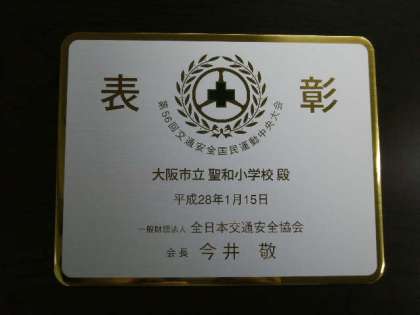 表彰
第56回交通安全国民運動中央大会
大阪市立 聖和小学校 殿
平成28年1月15日
一般財団法人 全日本交通安全協会
会長 今井 敬